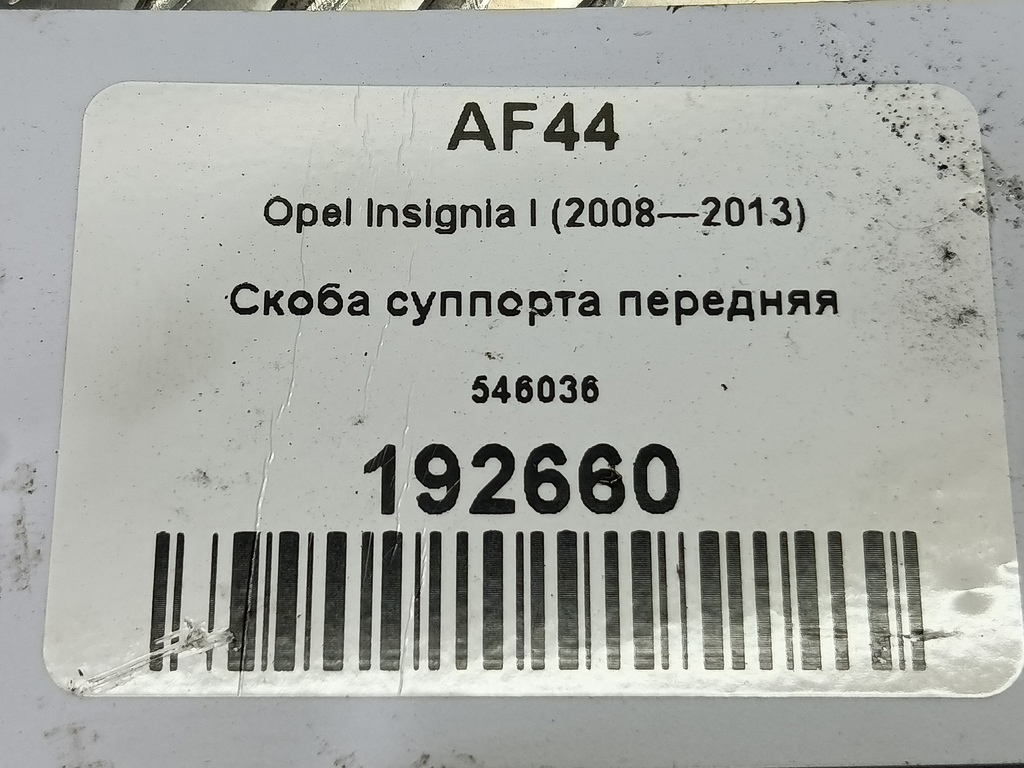 AF44
Opel Insignia I (2008—2013)
Скоба суппорта передняя
546036
192660